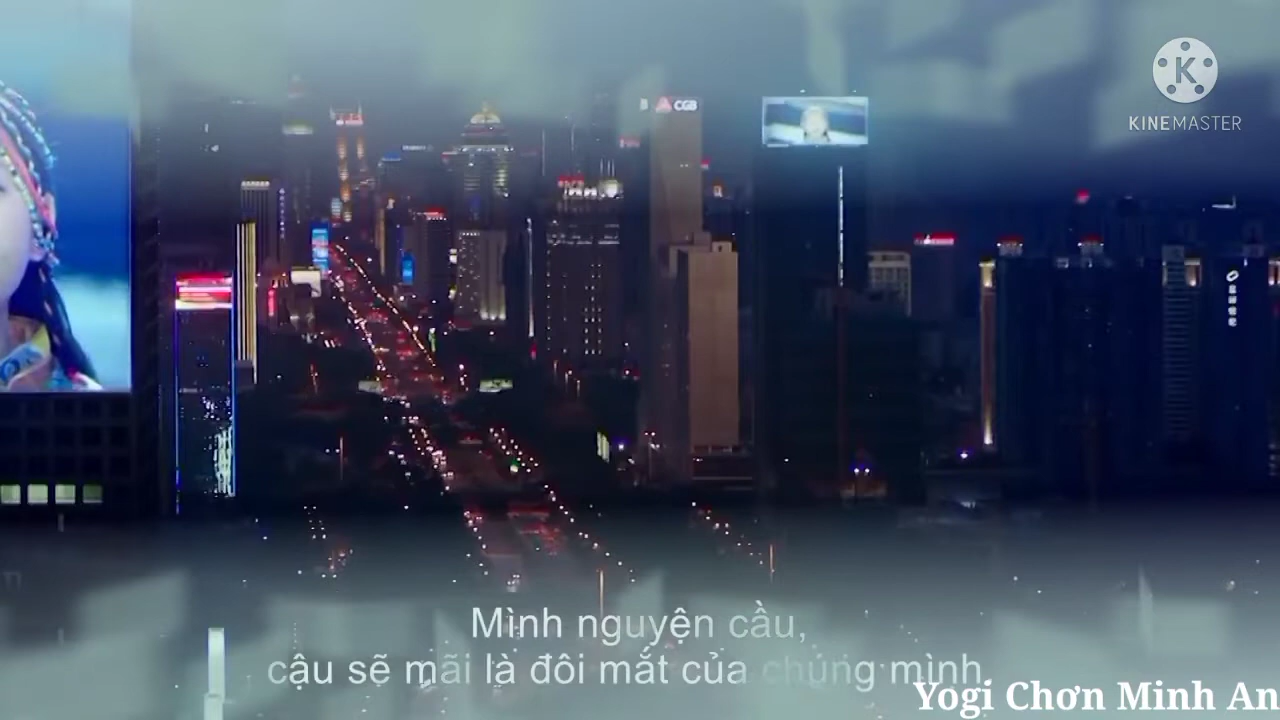 CGB
KINEMASTER
Mình nguyện cầu,
cậu sẽ mãi là đôi mắt của chúng mình
Yogi Chơn Minh An